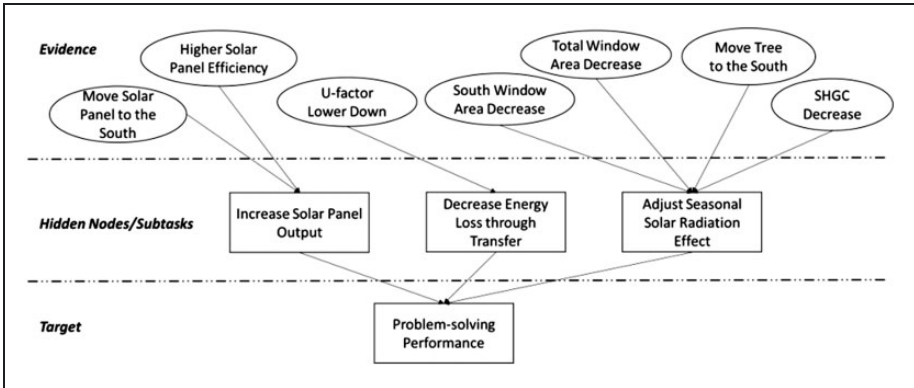 Evidence
Higher Solar
Panel Efficiency
Move Solar
Panel to the
South
U-factor
Lower Down
South Window
Area Decrease
Total Window
Area Decrease
Move Tree
to the South
SHGC
Decrease
Hidden Nodes/Subtasks
Increase Solar Panel
Output
Decrease Energy
Loss through
Transfer
Adjust Seasonal
Solar Radiation
Effect
Target
Problem-solving
Performance